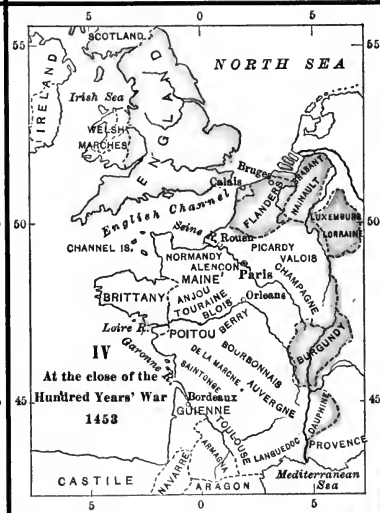 5
0
5
55
55
SCOTLAND
NORTH SEA
IRELAND
Irish Sea
ENGLAND
WELSH
MARCHES
Bruges
Calais
BRABANT
FLANDERS
HAINAULT
English Channel
50
50
LUXEMBURG
LORRAINE
Seine R.
Rouen
CHANNEL IS.
PICARDY
NORMANDY
VALOIS
ALENCON
Paris
MAINE
CHAMPAGNE
BRITTANY
ANJOU
Orleans
TOURAINE
BLOIS
Loire R.
POITOU
BERRY
BURGUNDY
IV
At the close of the
Hundred Years' War
1453
Garonne R.
BOURBONNAIS
DE LA MARCHE
SAINTONGE
AUVERGNE
45
45
Bordeaux
GUIENNE
DAUPHINE
TOULOUSE
LANGUEDOC
PROVENCE
ARMAGNAC
NAVARRE
Mediterranean
Sea
CASTILE
ARAGON
5
0
5